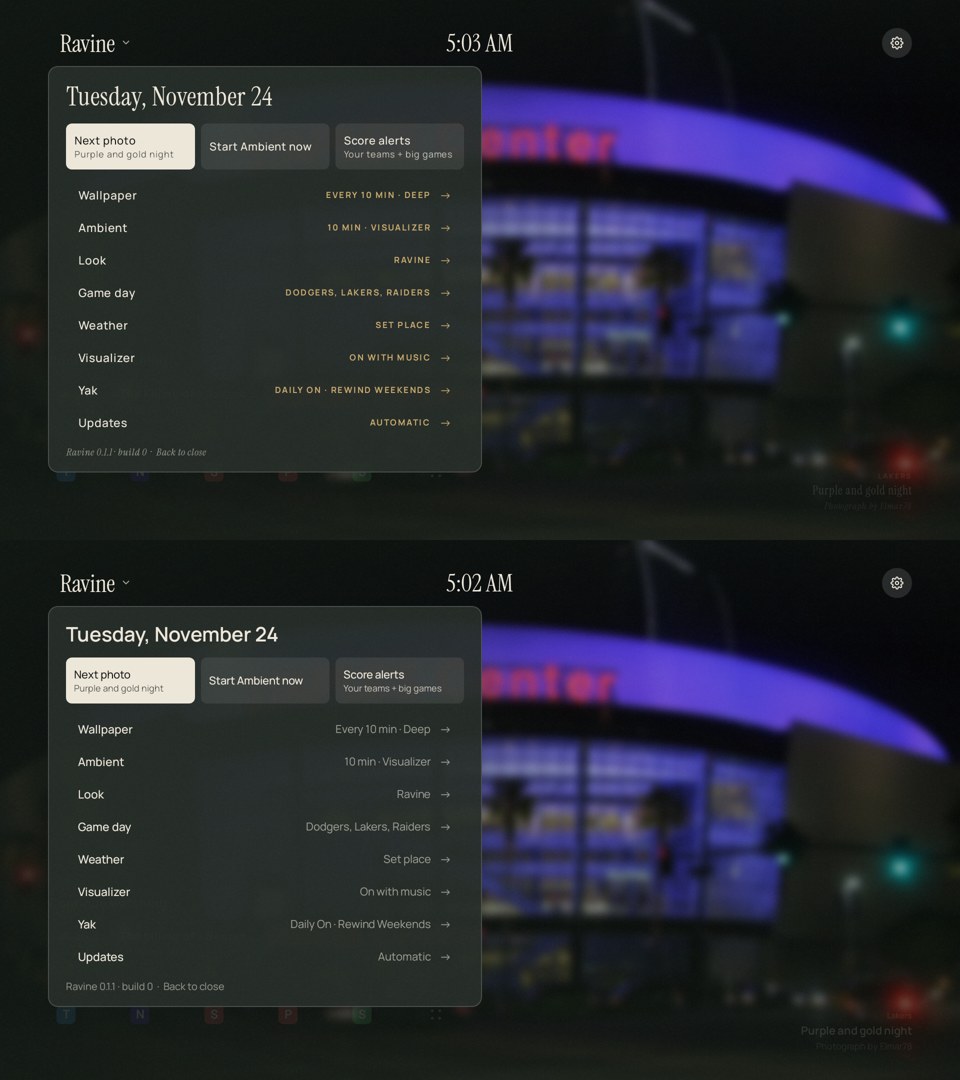 Ravine
5:03 AM
Tuesday, November 24
Next photo
Purple and gold night
Start Ambient now
Score alerts
Your teams + big games
enter
Wallpaper
EVERY 10 MIN · DEEP →
Ambient
10 MIN · VISUALIZER →
Look
RAVINE →
Game day
DODGERS, LAKERS, RAIDERS →
Weather
SET PLACE →
Visualizer
ON WITH MUSIC →
Yak
DAILY ON · REWIND WEEKENDS →
Updates
AUTOMATIC →
Ravine 0.1.1 · build 0 · Back to close
T N S P S
LAKERS
Purple and gold night
Photograph by
Ravine
5:02 AM
Tuesday, November 24
Next photo
Purple and gold night
Start Ambient now
Score alerts
Your teams + big games
enter
Wallpaper
Every 10 min · Deep →
Ambient
10 min · Visualizer →
Look
Ravine →
Game day
Dodgers, Lakers, Raiders →
Weather
Set place →
Visualizer
On with music →
Yak
Daily On · Rewind Weekends →
Updates
Automatic →
Ravine 0.1.1 · build 0 · Back to close
T N S P S
Lakers
Purple and gold night
Photograph by